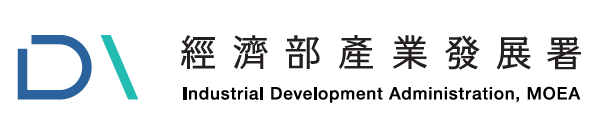 經濟部產業發展署
Industrial Development Administration, MOEA